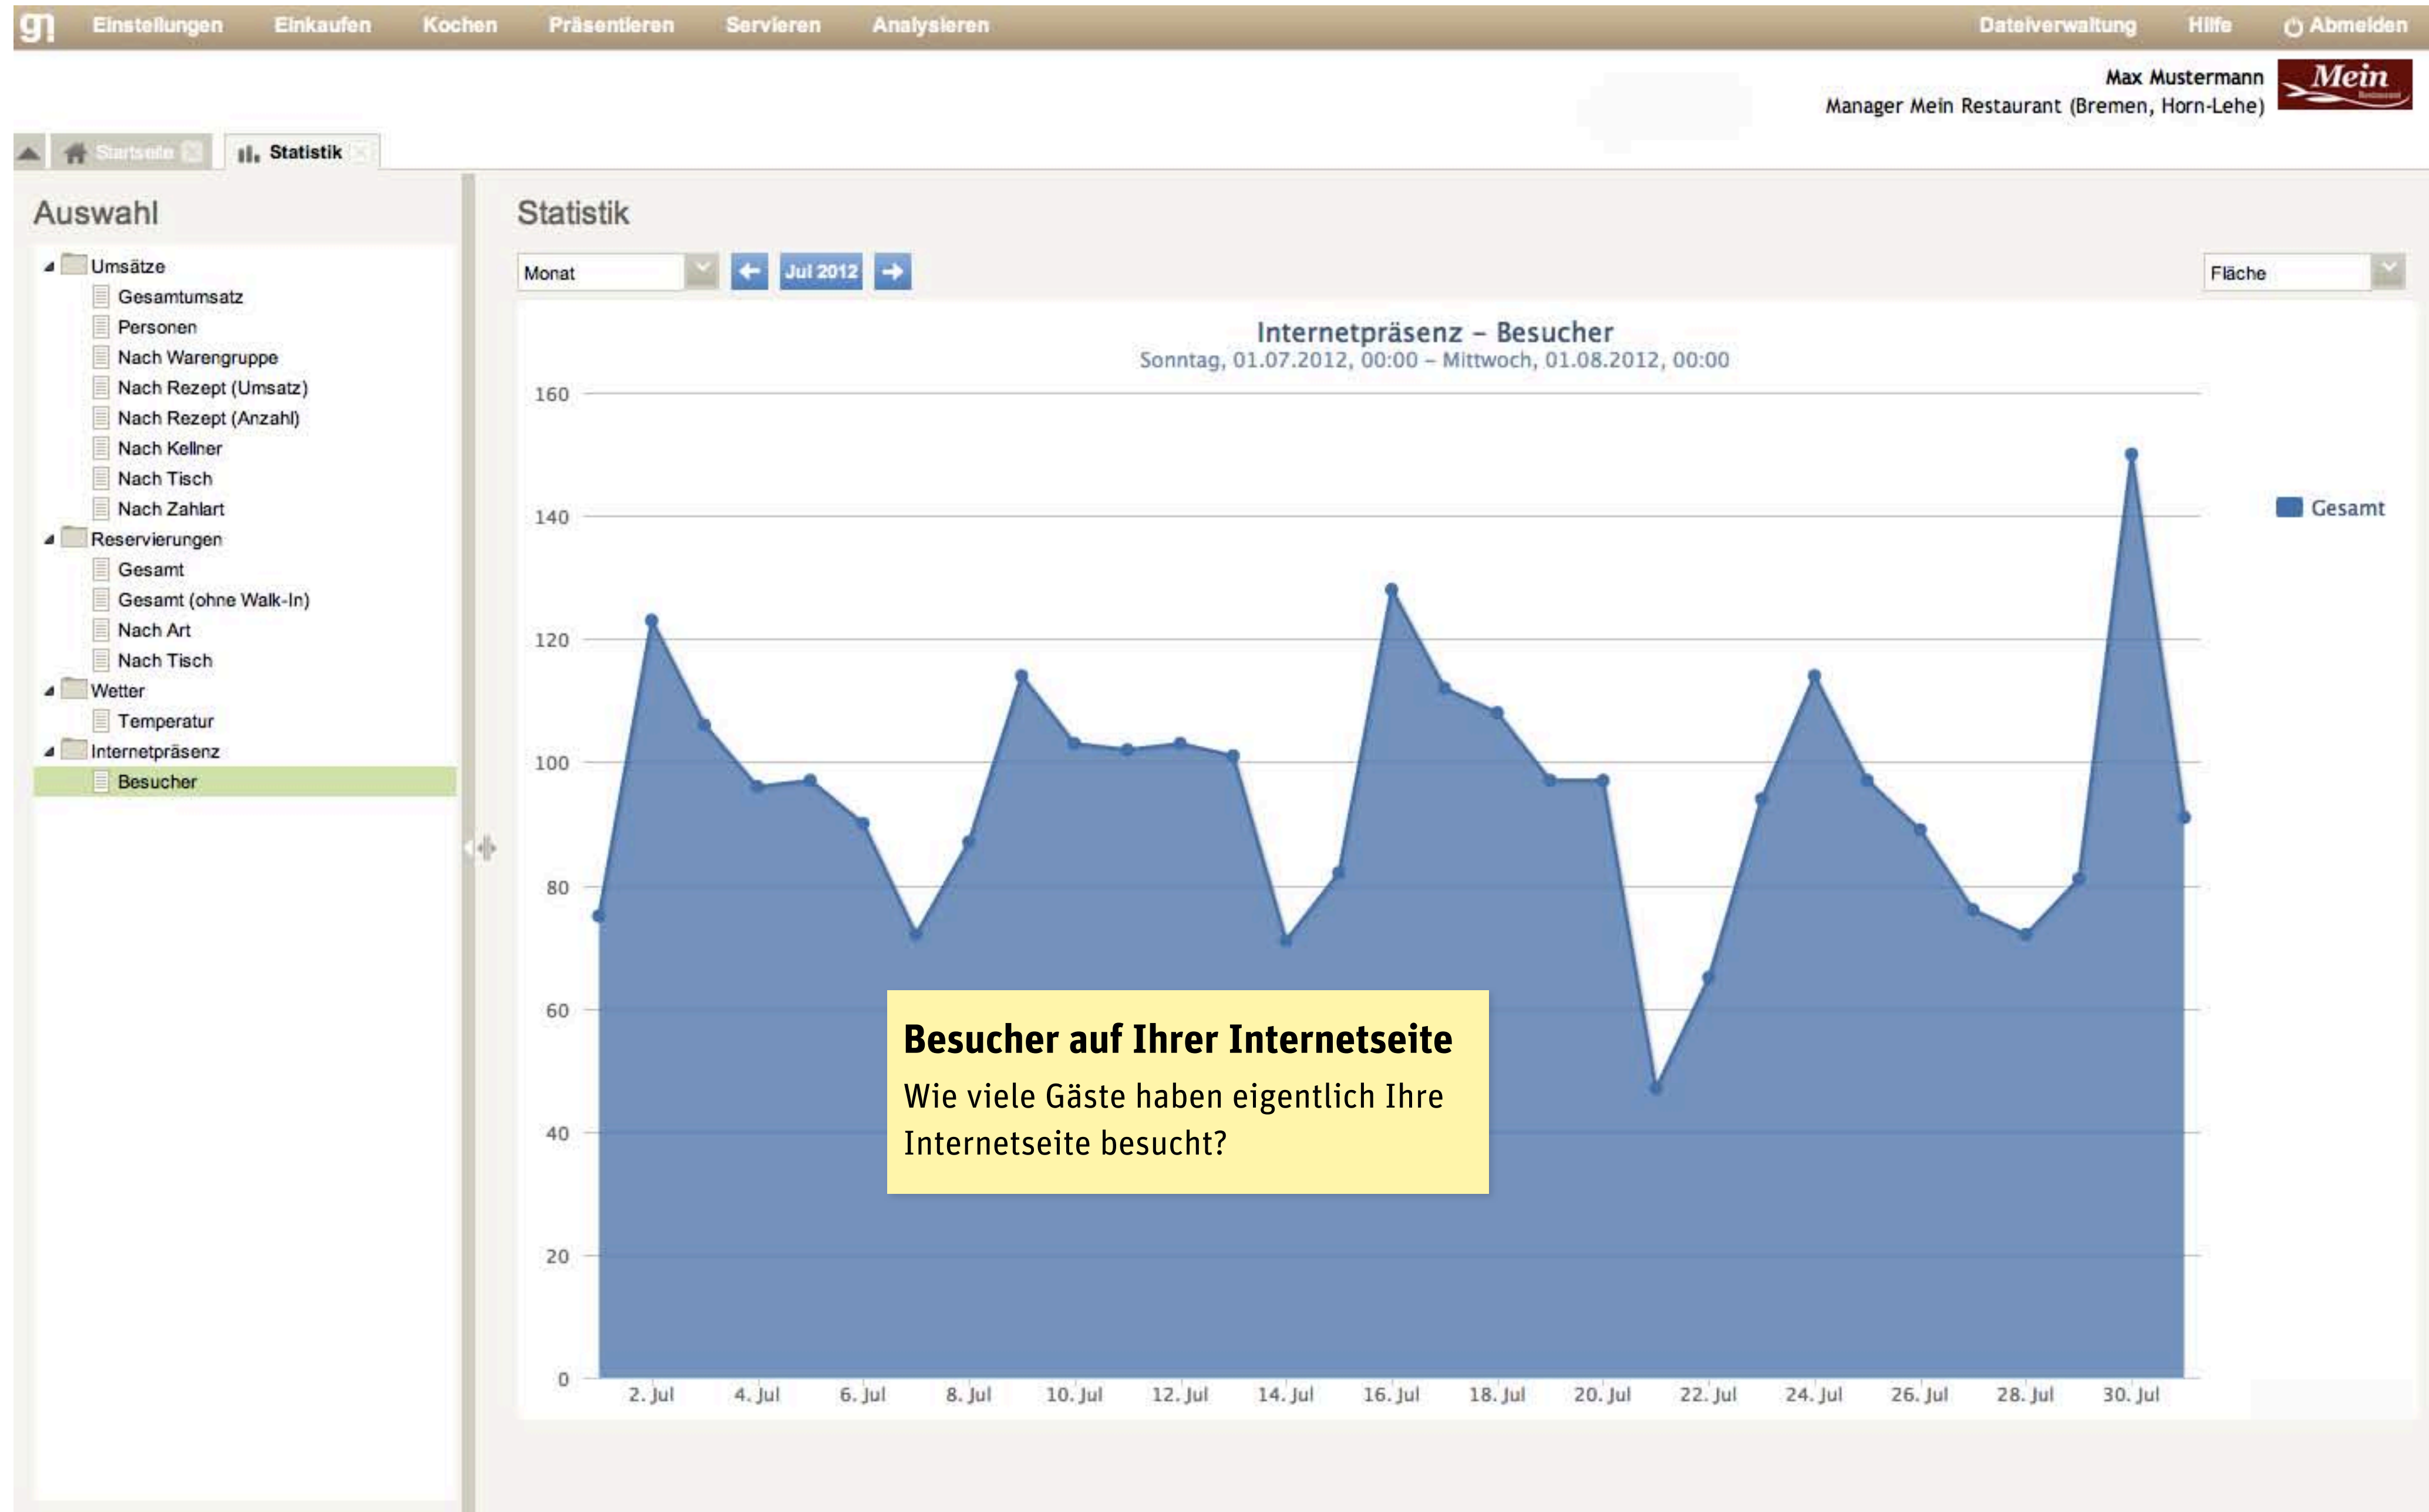 g! Einstellungen Einkaufen Kochen Präsentieren Servieren Analysieren Dateiverwaltung Hilfe Abmelden
Max Mustermann
Manager Mein Restaurant (Bremen, Horn-Lehe)
Mein
Restaurant
Startseite Statistik
Auswahl
Umsätze
Gesamtumsatz
Personen
Nach Warengruppe
Nach Rezept (Umsatz)
Nach Rezept (Anzahl)
Nach Kellner
Nach Tisch
Nach Zahlart
Reservierungen
Gesamt
Gesamt (ohne Walk-In)
Nach Art
Nach Tisch
Wetter
Temperatur
Internetpräsenz
Besucher
Statistik
Monat Jul 2012 Fläche
Internetpräsenz – Besucher
Sonntag, 01.07.2012, 00:00 – Mittwoch, 01.08.2012, 00:00
160
140
120
100
80
60
40
20
0
2. Jul 4. Jul 6. Jul 8. Jul 10. Jul 12. Jul 14. Jul 16. Jul 18. Jul 20. Jul 22. Jul 24. Jul 26. Jul 28. Jul 30. Jul
Gesamt
Besucher auf Ihrer Internetseite
Wie viele Gäste haben eigentlich Ihre
Internetseite besucht?